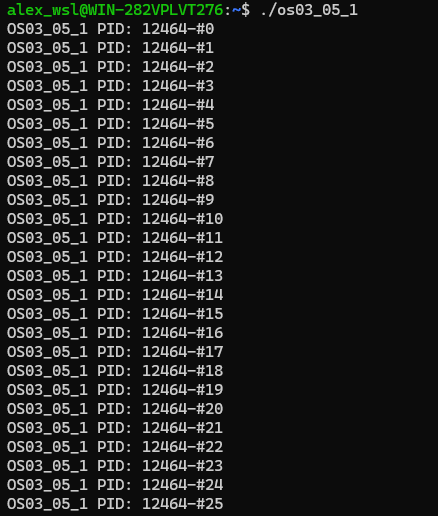 alex_wsl@WIN-282VPLVT276:~$ ./os03_05_1
OS03_05_1 PID: 12464-#0
OS03_05_1 PID: 12464-#1
OS03_05_1 PID: 12464-#2
OS03_05_1 PID: 12464-#3
OS03_05_1 PID: 12464-#4
OS03_05_1 PID: 12464-#5
OS03_05_1 PID: 12464-#6
OS03_05_1 PID: 12464-#7
OS03_05_1 PID: 12464-#8
OS03_05_1 PID: 12464-#9
OS03_05_1 PID: 12464-#10
OS03_05_1 PID: 12464-#11
OS03_05_1 PID: 12464-#12
OS03_05_1 PID: 12464-#13
OS03_05_1 PID: 12464-#14
OS03_05_1 PID: 12464-#15
OS03_05_1 PID: 12464-#16
OS03_05_1 PID: 12464-#17
OS03_05_1 PID: 12464-#18
OS03_05_1 PID: 12464-#19
OS03_05_1 PID: 12464-#20
OS03_05_1 PID: 12464-#21
OS03_05_1 PID: 12464-#22
OS03_05_1 PID: 12464-#23
OS03_05_1 PID: 12464-#24
OS03_05_1 PID: 12464-#25